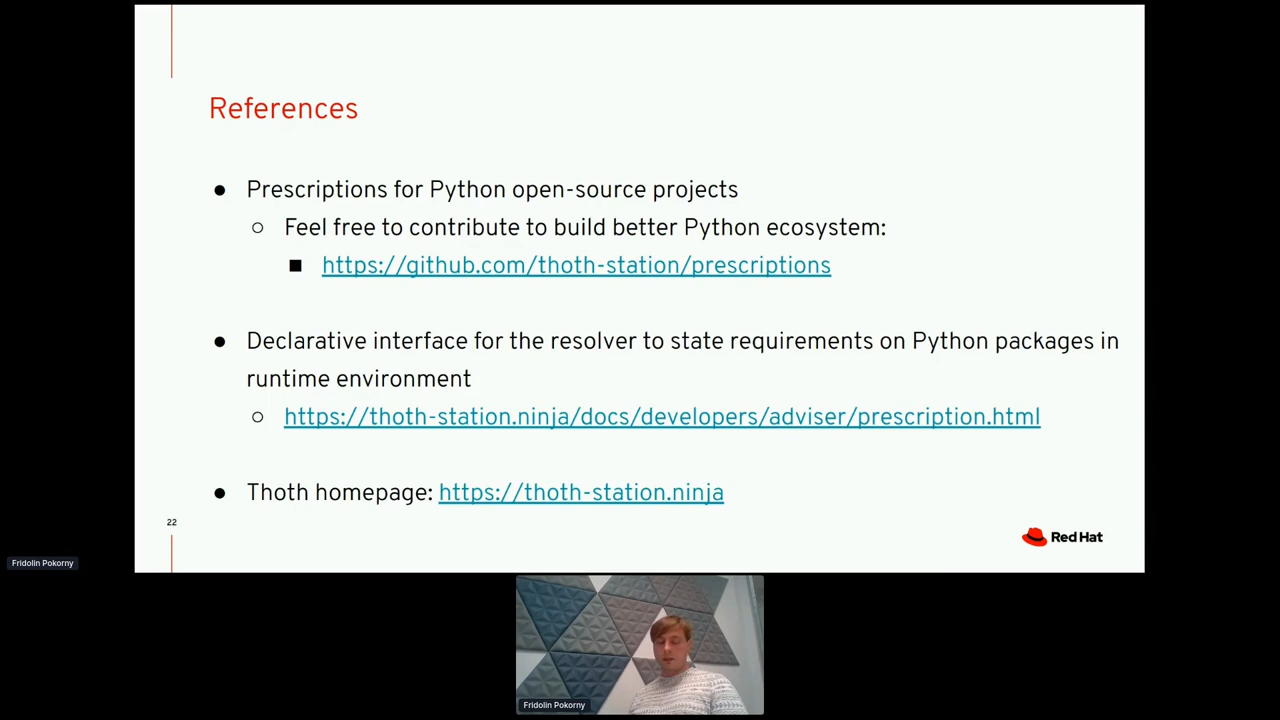 References
● Prescriptions for Python open-source projects
○ Feel free to contribute to build better Python ecosystem:
■ https://github.com/thoth-station/prescriptions
● Declarative interface for the resolver to state requirements on Python packages in
runtime environment
○ https://thoth-station.ninja/docs/developers/adviser/prescription.html
● Thoth homepage: https://thoth-station.ninja
22
Red Hat
Fridolin Pokorny
Fridolin Pokorny